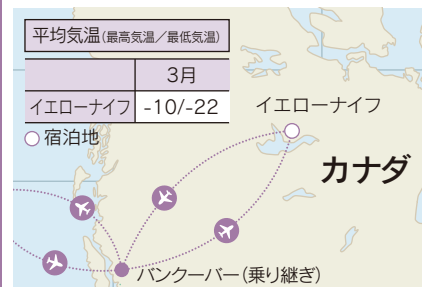 平均気温(最高気温／最低気温)
3月
イエローナイフ -10/-22
○宿泊地
イエローナイフ
カナダ
バンクーバー(乗り継ぎ)